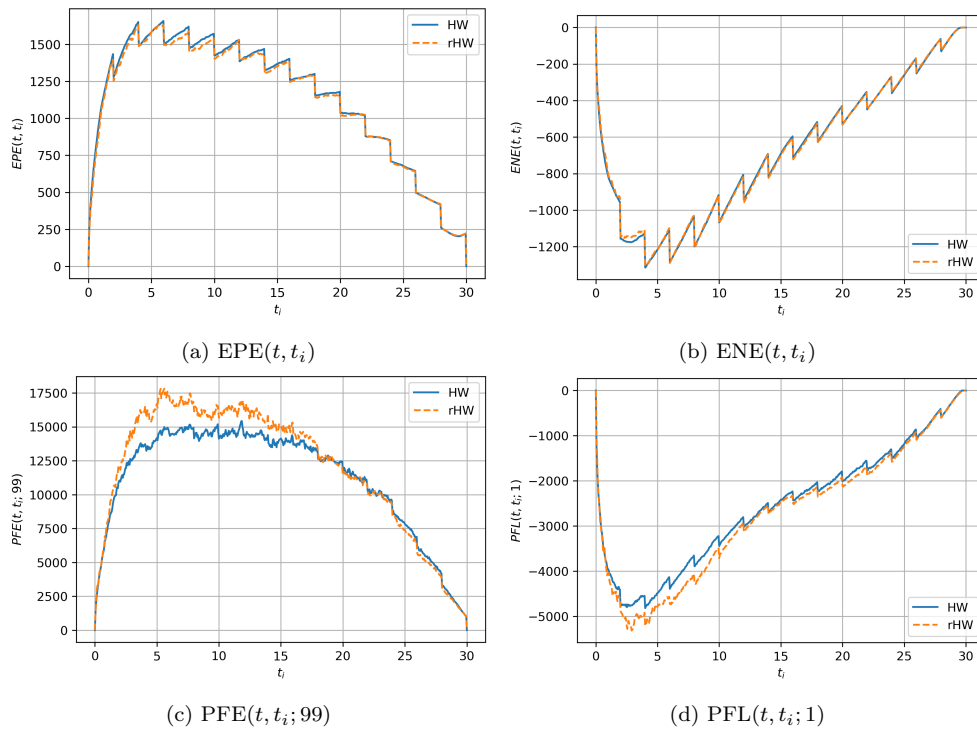 HW
rHW
1500
1250
1000
750
500
250
0
EPE(t, t_i)
0 5 10 15 20 25 30
t_i
(a) EPE(t, t_i)
0
−200
−400
−600
−800
−1000
−1200
ENE(t, t_i)
HW
rHW
0 5 10 15 20 25 30
t_i
(b) ENE(t, t_i)
HW
rHW
17500
15000
12500
10000
7500
5000
2500
0
PFE(t, t_i; 99)
0 5 10 15 20 25 30
t_i
(c) PFE(t, t_i; 99)
0
−1000
−2000
−3000
−4000
−5000
PFL(t, t_i; 1)
HW
rHW
0 5 10 15 20 25 30
t_i
(d) PFL(t, t_i; 1)